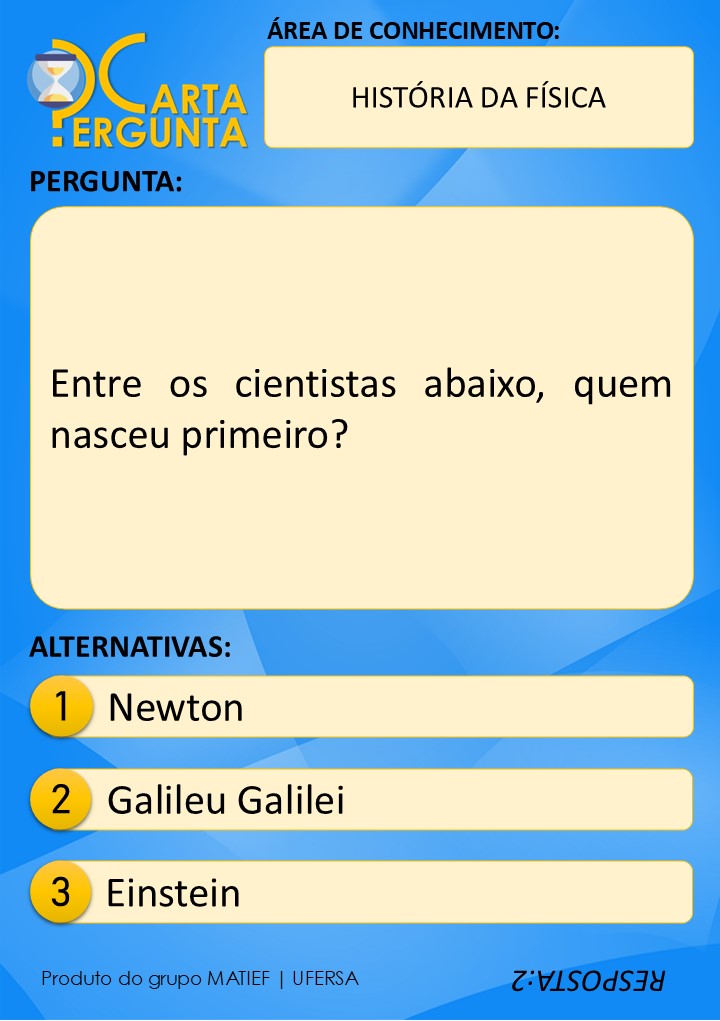 CARTA
PERGUNTA
ÁREA DE CONHECIMENTO:
HISTÓRIA DA FÍSICA
PERGUNTA:
Entre os cientistas abaixo, quem
nasceu primeiro?
ALTERNATIVAS:
1 Newton
2 Galileu Galilei
3 Einstein
Produto do grupo MATIEF | UFERSA
RESPOSTA:2